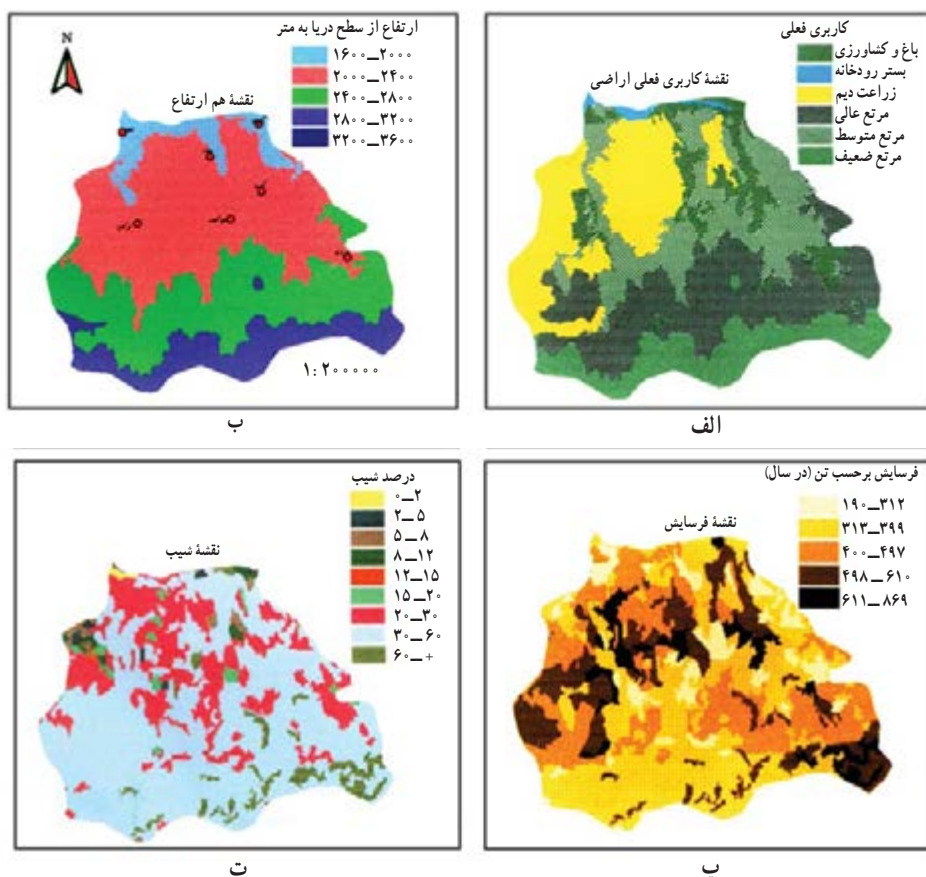 کاربری فعلی
باغ و کشاورزی
بستر رودخانه
زراعت دیم
مرتع عالی
مرتع متوسط
مرتع ضعیف
نقشهٔ کاربری فعلی اراضی
الف
ارتفاع از سطح دریا به متر
۱۶۰۰_۲۰۰۰
۲۰۰۰_۲۴۰۰
۲۴۰۰_۲۸۰۰
۲۸۰۰_۳۲۰۰
۳۲۰۰_۳۶۰۰
N
نقشهٔ هم ارتفاع
۱:۲۰۰۰۰۰
ب
فرسایش برحسب تن (در سال)
۱۹۰_۳۱۲
۳۱۳_۳۹۹
۴۰۰_۴۹۷
۴۹۸_۶۱۰
۶۱۱_۸۶۹
نقشهٔ فرسایش
پ
درصد شیب
۰_۲
۲_۵
۵_۸
۸_۱۲
۱۲_۱۵
۱۵_۲۰
۲۰_۳۰
۳۰_۶۰
۶۰_+
نقشهٔ شیب
ت